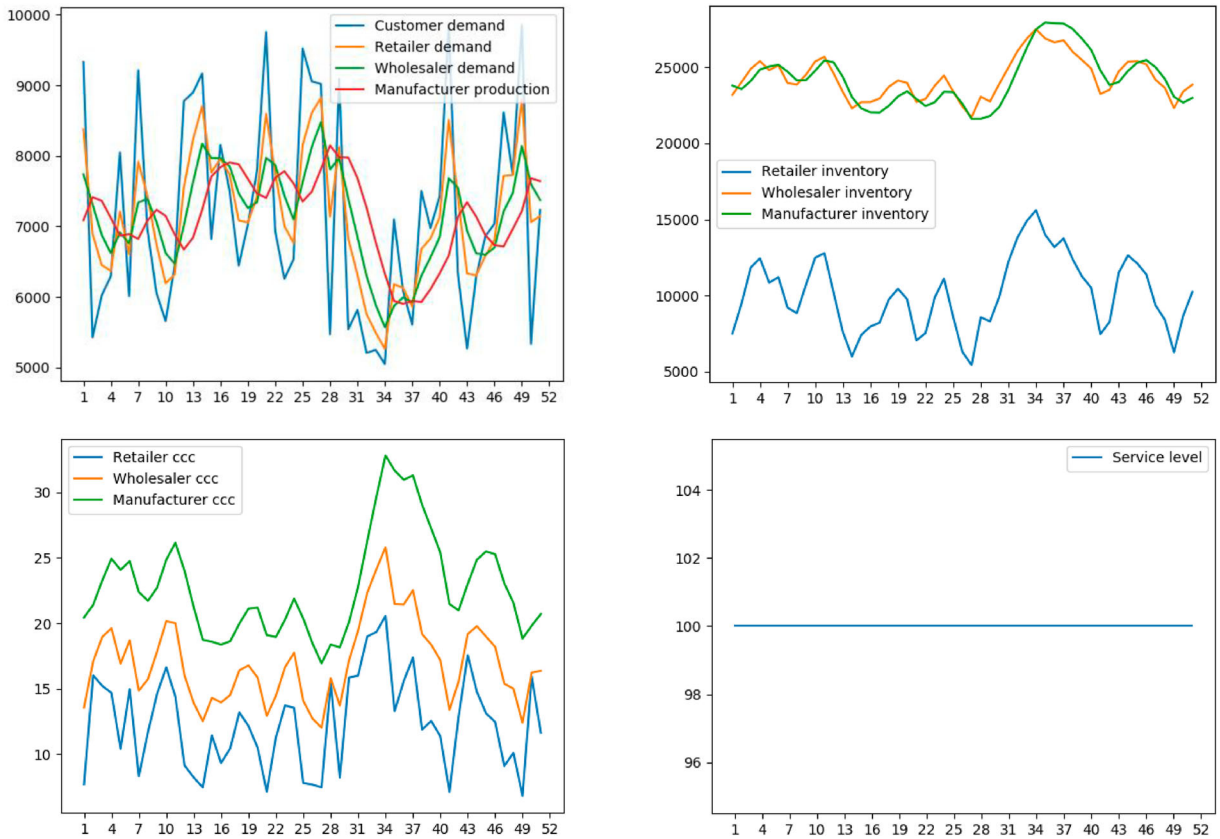 10000
9000
8000
7000
6000
5000
Customer demand
Retailer demand
Wholesaler demand
Manufacturer production
1 4 7 10 13 16 19 22 25 28 31 34 37 40 43 46 49 52
25000
20000
15000
10000
5000
Retailer inventory
Wholesaler inventory
Manufacturer inventory
1 4 7 10 13 16 19 22 25 28 31 34 37 40 43 46 49 52
30
25
20
15
10
Retailer ccc
Wholesaler ccc
Manufacturer ccc
1 4 7 10 13 16 19 22 25 28 31 34 37 40 43 46 49 52
104
102
100
98
96
Service level
1 4 7 10 13 16 19 22 25 28 31 34 37 40 43 46 49 52